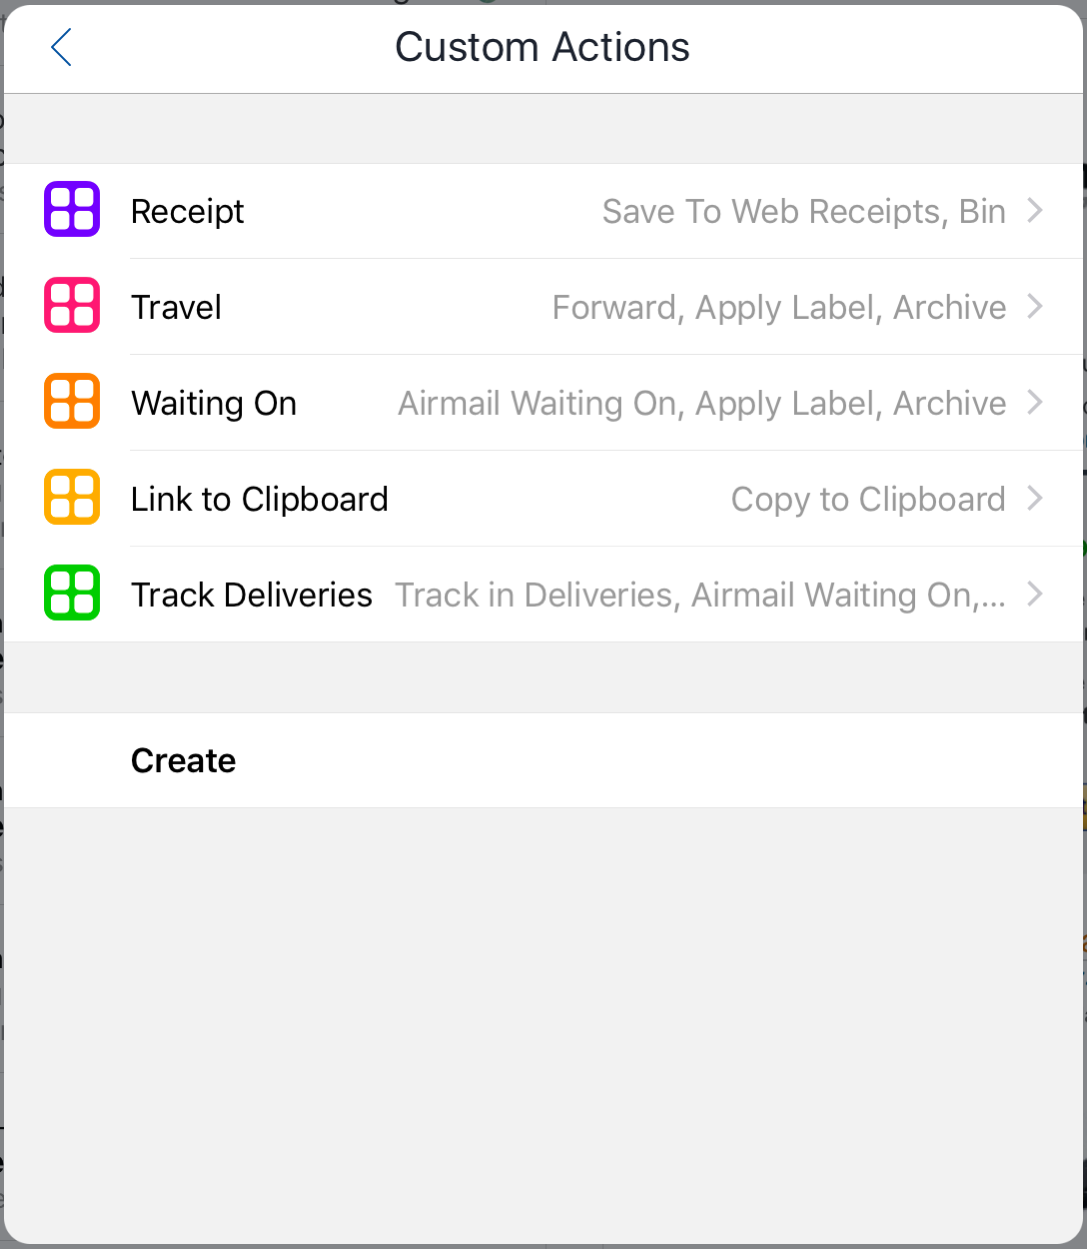 Custom Actions
Receipt Save To Web Receipts, Bin
Travel Forward, Apply Label, Archive
Waiting On Airmail Waiting On, Apply Label, Archive
Link to Clipboard Copy to Clipboard
Track Deliveries Track in Deliveries, Airmail Waiting On,...
Create